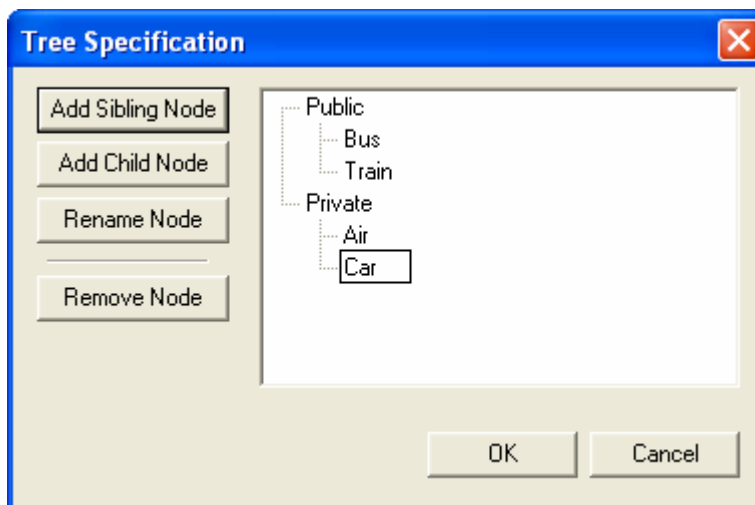 Tree Specification
Add Sibling Node
Add Child Node
Rename Node
Remove Node
Public
Bus
Train
Private
Air
Car
OK
Cancel